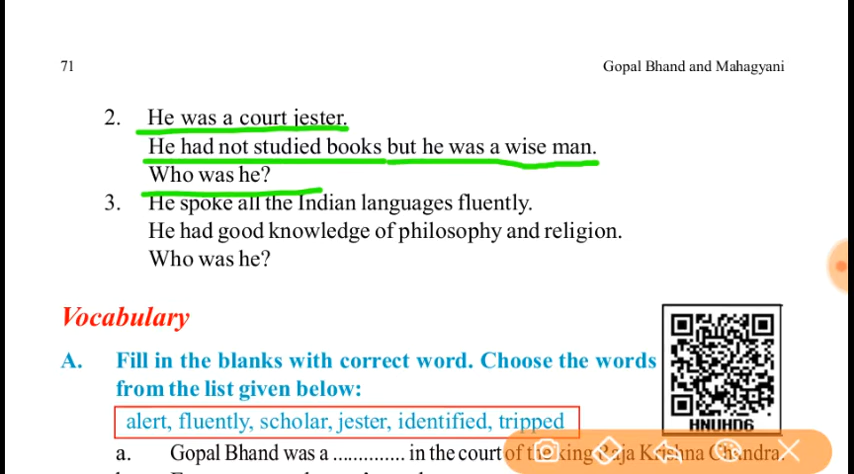 71
Gopal Bhand and Mahagyani
2. He was a court jester.
He had not studied books but he was a wise man.
Who was he?
3. He spoke all the Indian languages fluently.
He had good knowledge of philosophy and religion.
Who was he?
Vocabulary
A. Fill in the blanks with correct word. Choose the words
from the list given below:
alert, fluently, scholar, jester, identified, tripped
HNUHD6
a. Gopal Bhand was a ............. in the court of the king Raja Krishna Chandra.